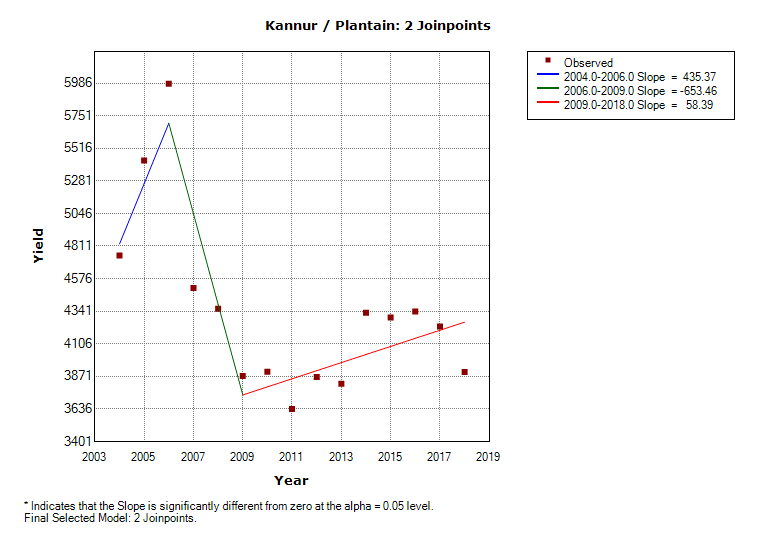 Kannur / Plantain: 2 Joinpoints
Observed
2004.0-2006.0 Slope = 435.37
2006.0-2009.0 Slope = -653.46
2009.0-2018.0 Slope = 58.39
5986
5751
5516
5281
5046
4811
4576
4341
4106
3871
3636
3401
Yield
2003 2005 2007 2009 2011 2013 2015 2017 2019
Year
* Indicates that the Slope is significantly different from zero at the alpha = 0.05 level.
Final Selected Model: 2 Joinpoints.